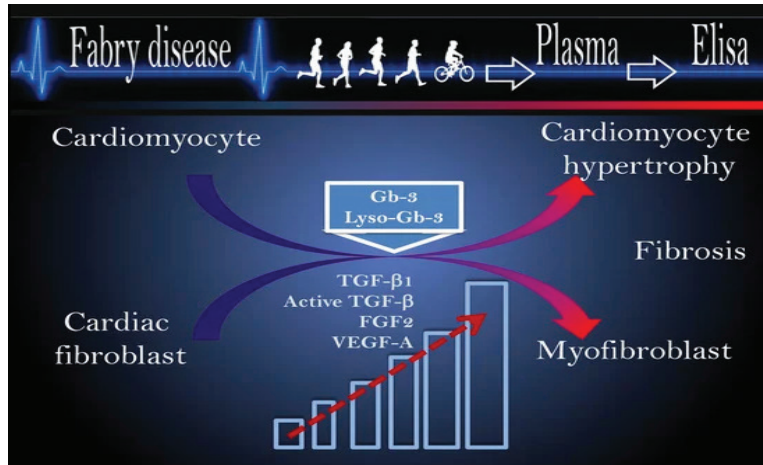 Fabry disease
Plasma
Elisa
Cardiomyocyte
Cardiomyocyte
hypertrophy
Gb-3
Lyso-Gb-3
Fibrosis
TGF-β1
Active TGF-β
FGF2
VEGF-A
Cardiac
fibroblast
Myofibroblast